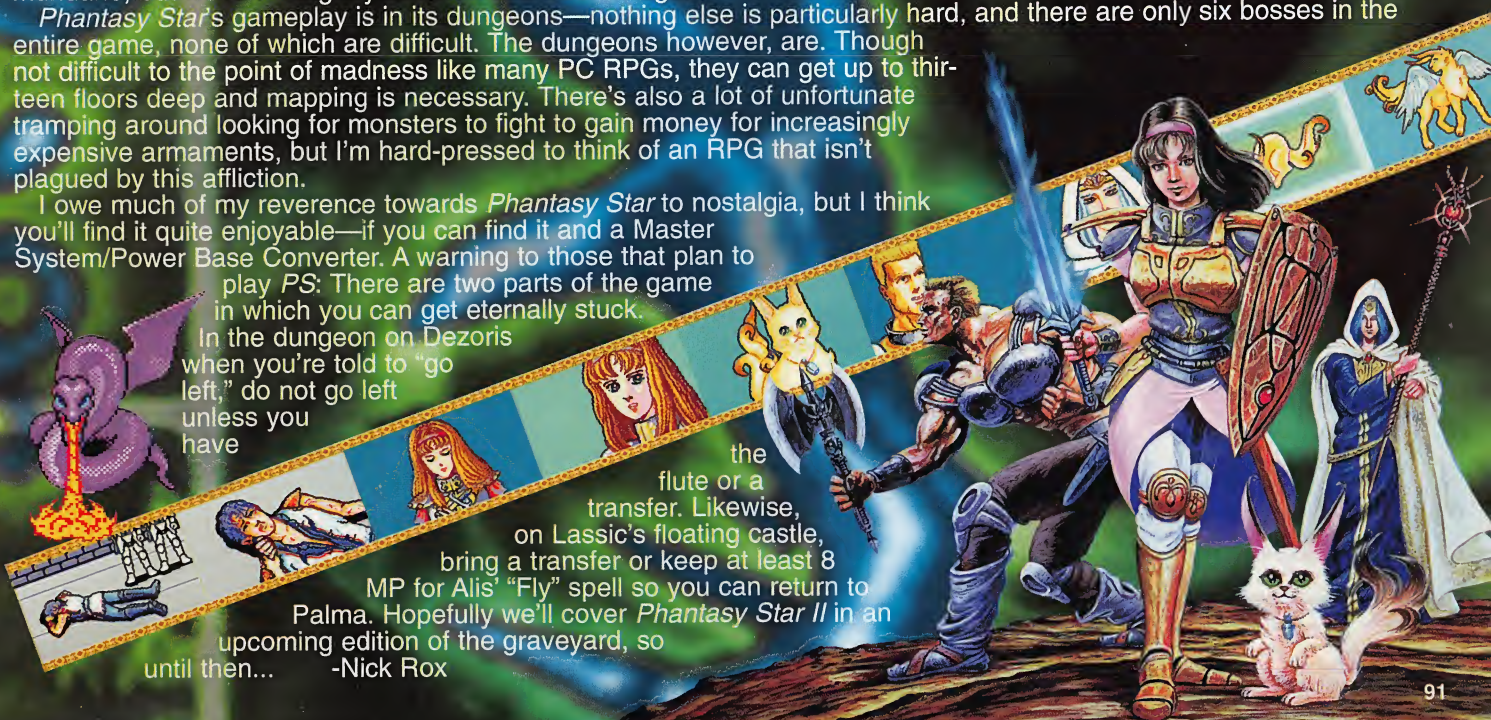 Phantasy Star's gameplay is in its dungeons—nothing else is particularly hard, and there are only six bosses in the
entire game, none of which are difficult. The dungeons however, are. Though
not difficult to the point of madness like many PC RPGs, they can get up to thir-
teen floors deep and mapping is necessary. There's also a lot of unfortunate
tramping around looking for monsters to fight to gain money for increasingly
expensive armaments, but I'm hard-pressed to think of an RPG that isn't
plagued by this affliction.
I owe much of my reverence towards Phantasy Star to nostalgia, but I think
you'll find it quite enjoyable—if you can find it and a Master
System/Power Base Converter. A warning to those that plan to
play PS: There are two parts of the game
in which you can get eternally stuck.
In the dungeon on Dezoris
when you're told to "go
left," do not go left
unless you
have
the
flute or a
transfer. Likewise,
on Lassic's floating castle,
bring a transfer or keep at least 8
MP for Alis' "Fly" spell so you can return to
Palma. Hopefully we'll cover Phantasy Star II in an
upcoming edition of the graveyard, so
until then... -Nick Rox
91